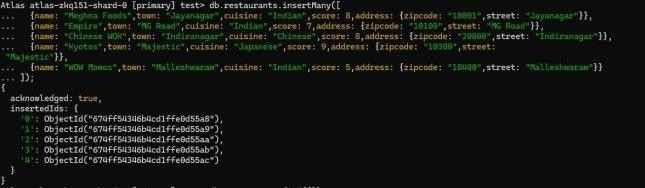 Atlas atlas-zkq151-shard-0 [primary] test> db.restaurants.insertMany([
... {name: "Meghna Foods",town: "Jayanagar",cuisine: "Indian",score: 8,address: {zipcode: "10001",street: "Jayanagar"}},
... {name: "Empire",town: "MG Road",cuisine: "Indian",score: 7,address: {zipcode: "10100",street: "MG Road"}},
... {name: "Chinese WOK",town: "Indiranagar",cuisine: "Chinese",score: 8,address: {zipcode: "20000",street: "Indiranagar"}},
... {name: "Kyotos",town: "Majestic",cuisine: "Japanese",score: 9,address: {zipcode: "10300",street:
"Majestic"}},
... {name: "WOW Momos",town: "Malleshwaram",cuisine: "Indian",score: 5,address: {zipcode: "10400",street: "Malleshwaram"}}
... ]);
{
acknowledged: true,
insertedIds: {
'0': ObjectId("674ff54346b4cd1ffe0d55a8"),
'1': ObjectId("674ff54346b4cd1ffe0d55a9"),
'2': ObjectId("674ff54346b4cd1ffe0d55aa"),
'3': ObjectId("674ff54346b4cd1ffe0d55ab"),
'4': ObjectId("674ff54346b4cd1ffe0d55ac")
}
}